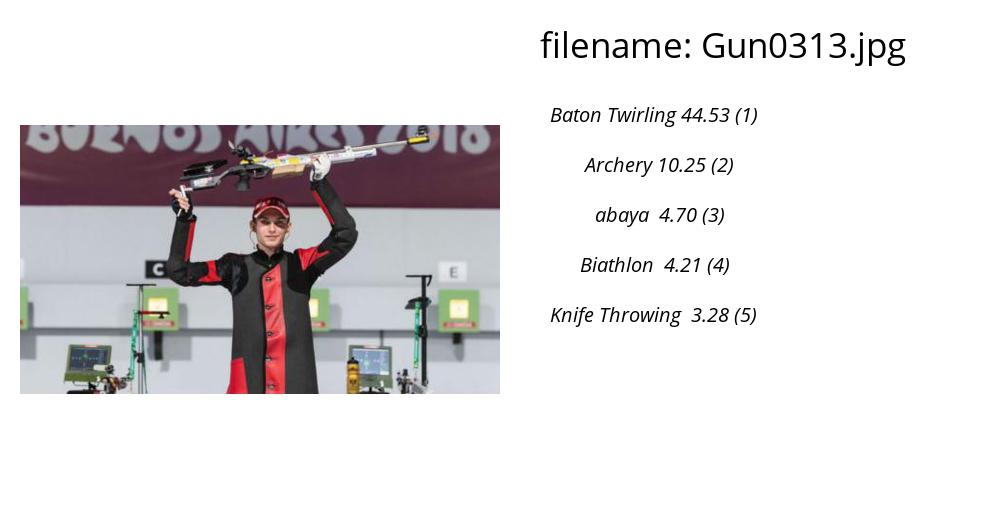 filename: Gun0313.jpg
BUENOS AIRES 2018
Baton Twirling 44.53 (1)
Archery 10.25 (2)
abaya 4.70 (3)
Biathlon 4.21 (4)
Knife Throwing 3.28 (5)
C
E